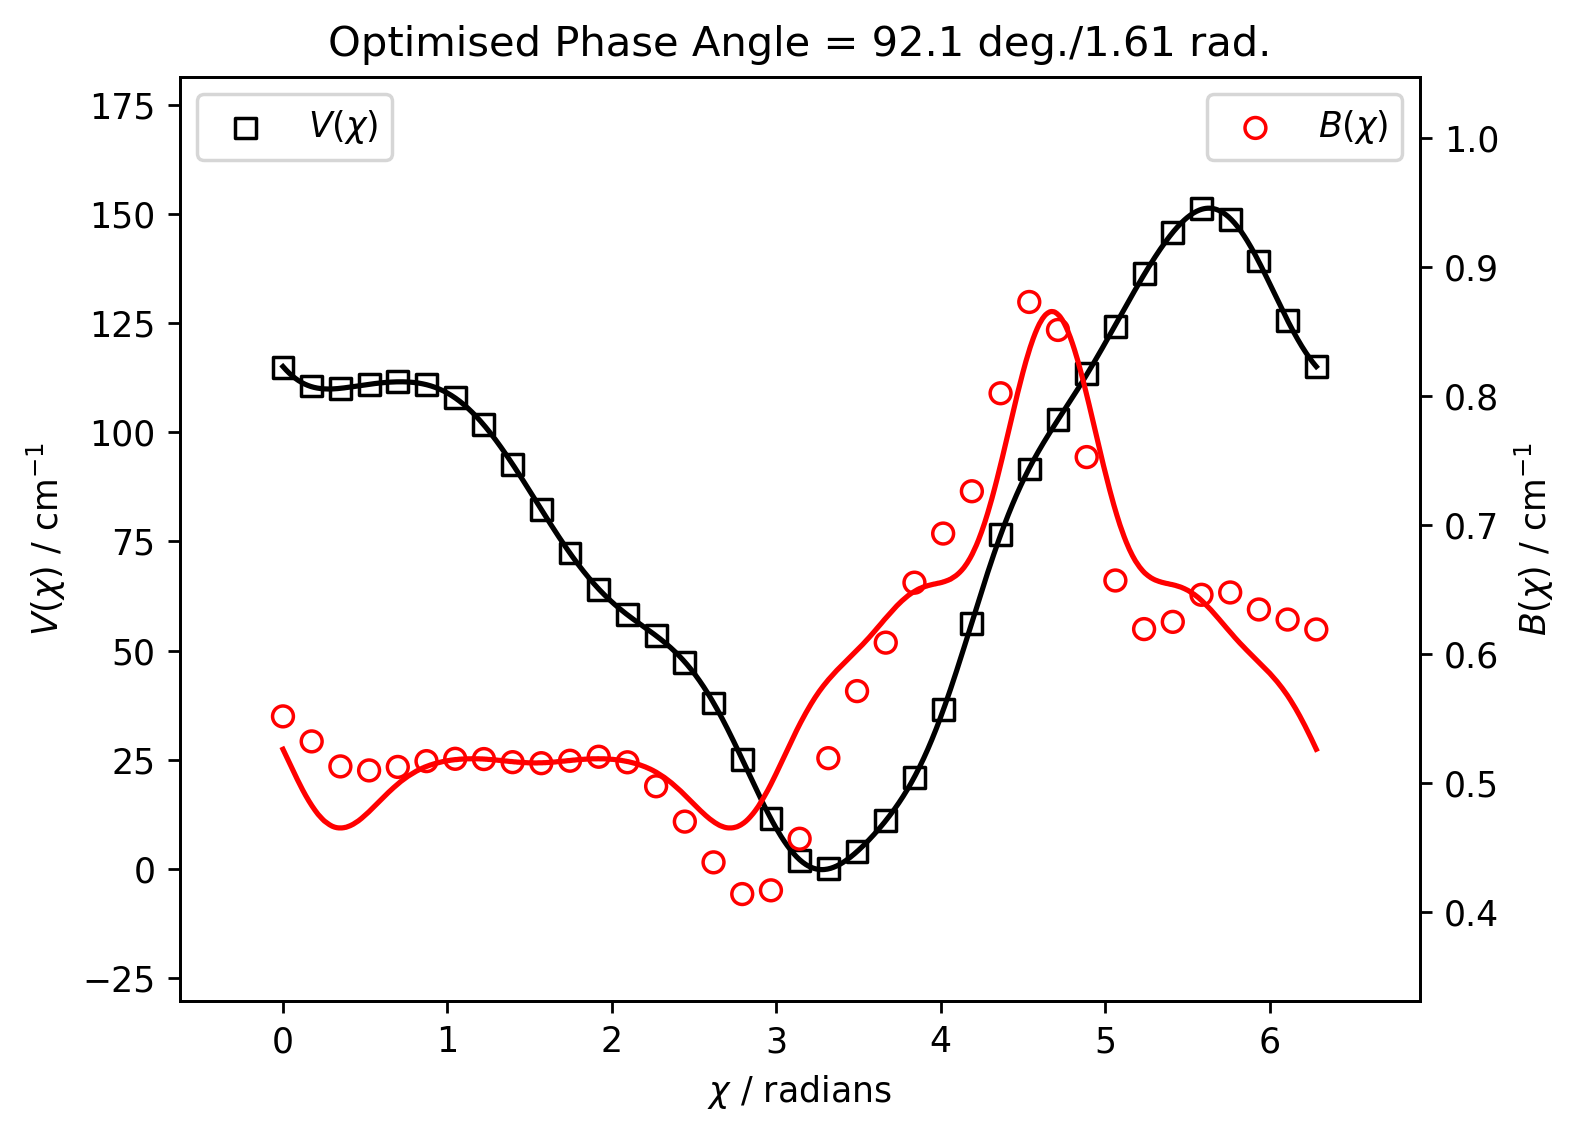 Optimised Phase Angle = 92.1 deg./1.61 rad.
V(χ)
B(χ)
175
150
125
100
75
50
25
0
−25
V(χ) / cm⁻¹
1.0
0.9
0.8
0.7
0.6
0.5
0.4
B(χ) / cm⁻¹
0 1 2 3 4 5 6
χ / radians